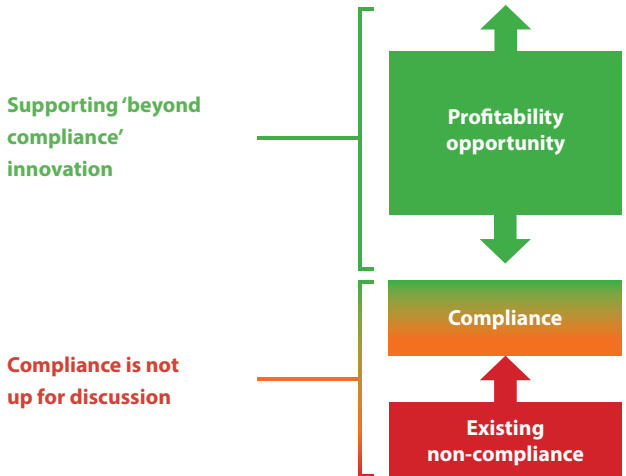 Supporting ‘beyond
compliance’
innovation
Profitability
opportunity
Compliance
Compliance is not
up for discussion
Existing
non-compliance